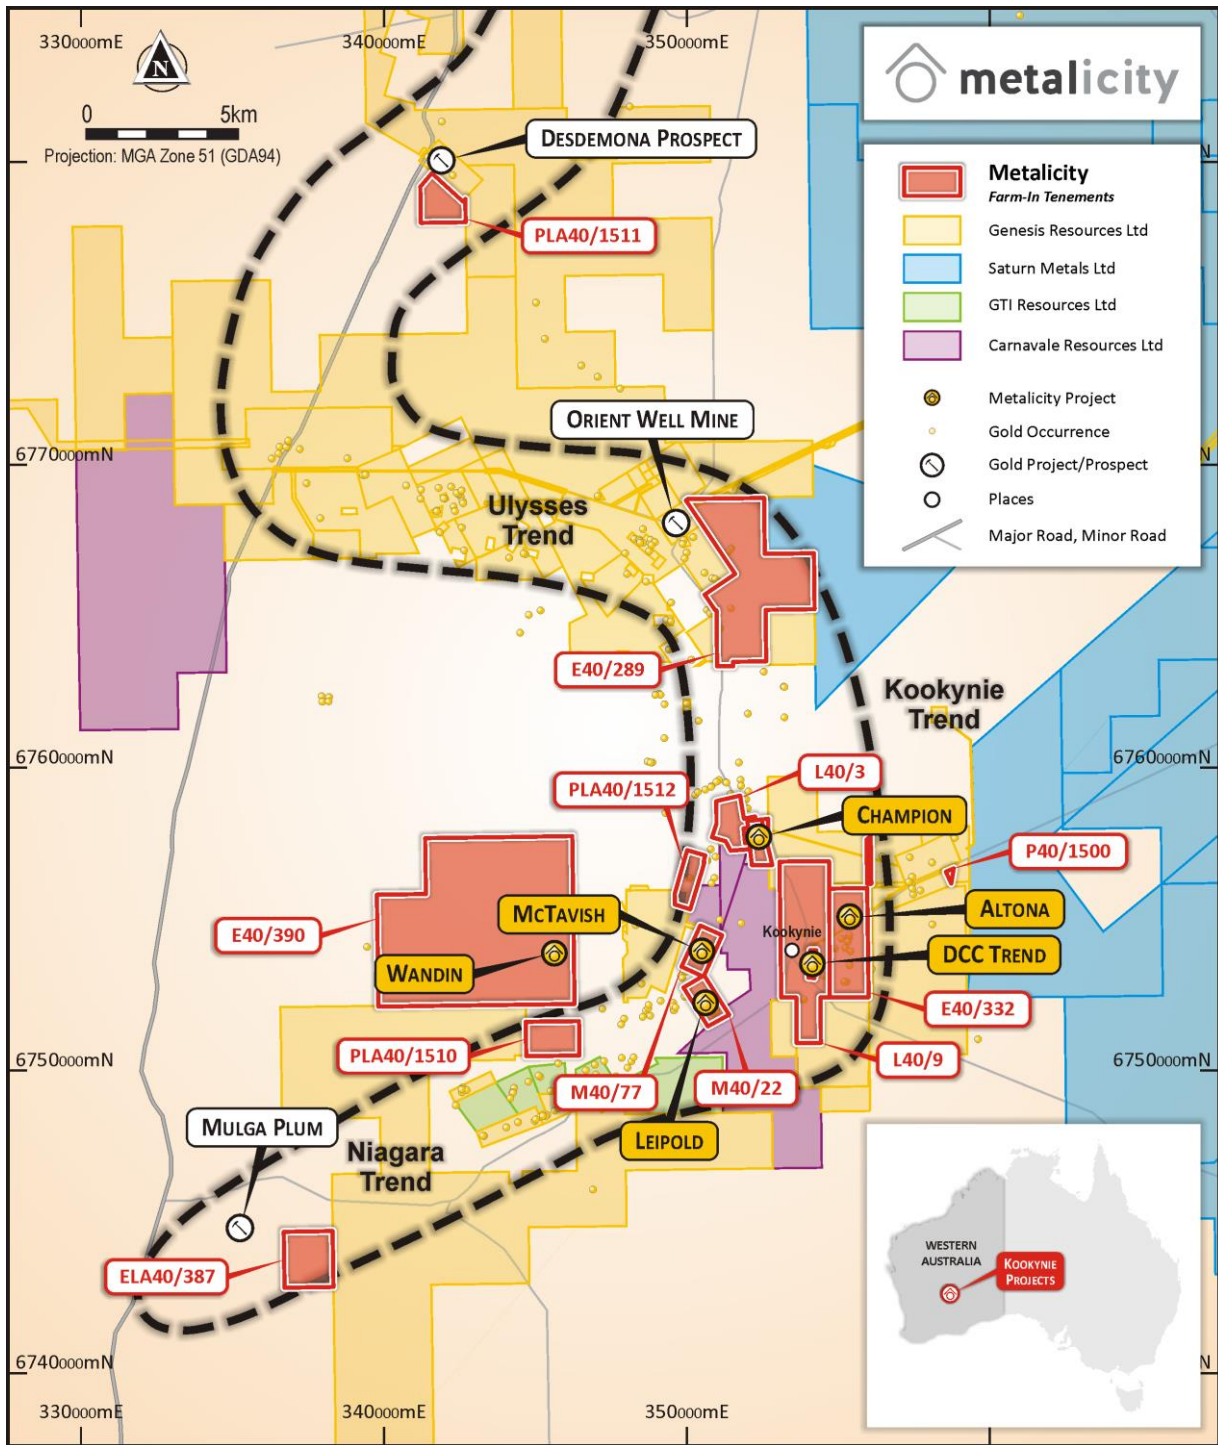 330000mE
340000mE
350000mE
N
0 5km
Projection: MGA Zone 51 (GDA94)
metalicity
Metalicity
Farm-In Tenements
Genesis Resources Ltd
Saturn Metals Ltd
GTI Resources Ltd
Carnavale Resources Ltd
Metalicity Project
Gold Occurrence
Gold Project/Prospect
Places
Major Road, Minor Road
DESDEMONA PROSPECT
PLA40/1511
ORIENT WELL MINE
6770000mN
N
N
Ulysses
Trend
E40/289
Kookynie
Trend
6760000mN
6760000mN
L40/3
PLA40/1512
CHAMPION
P40/1500
MCTAVISH
ALTONA
E40/390
Kookynie
WANDIN
DCC TREND
E40/332
PLA40/1510
L40/9
6750000mN
6750000mN
M40/77
M40/22
MULGA PLUM
LEIPOLD
Niagara
Trend
ELA40/387
WESTERN
AUSTRALIA
KOOKYNIE
PROJECTS
6740000mN
N
330000mE
340000mE
350000mE